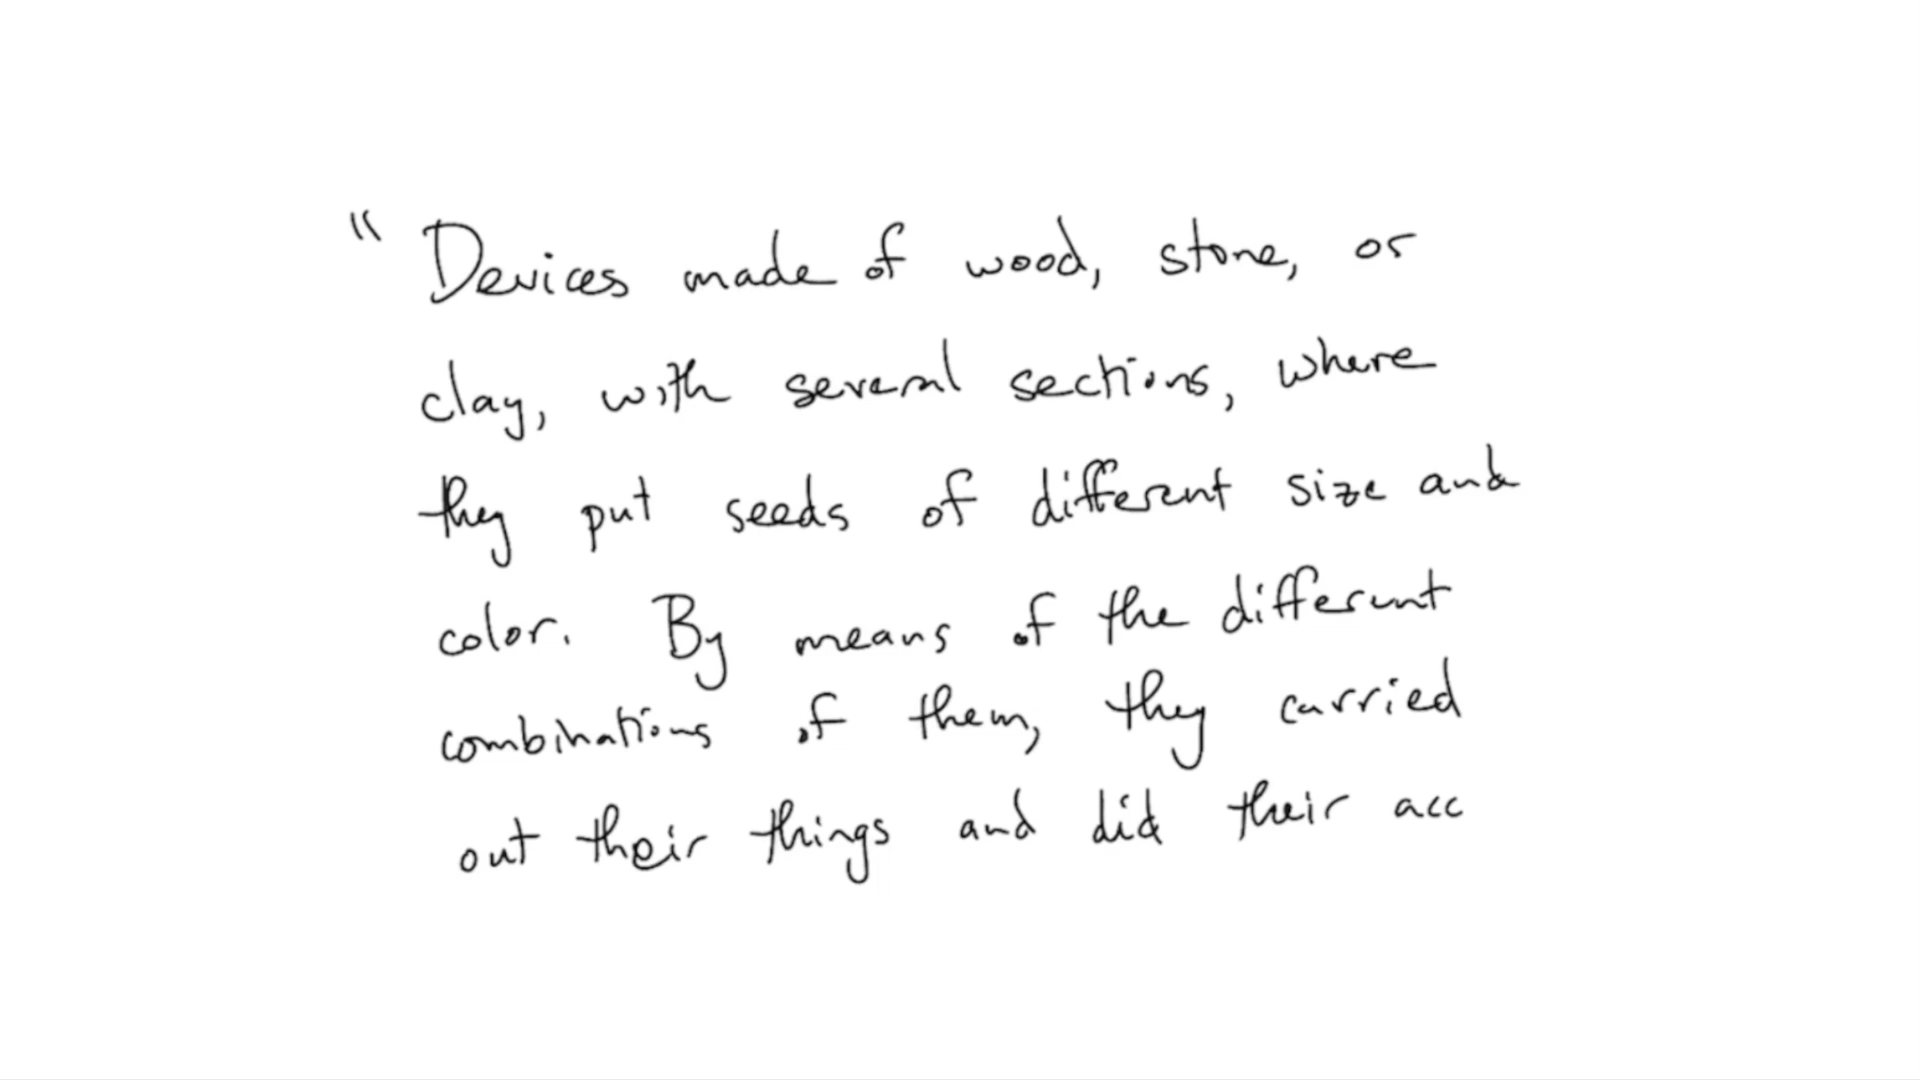 “ Devices made of wood, stone, or
clay, with several sections, where
they put seeds of different size and
color. By means of the different
combinations of them, they carried
out their things and did their acc